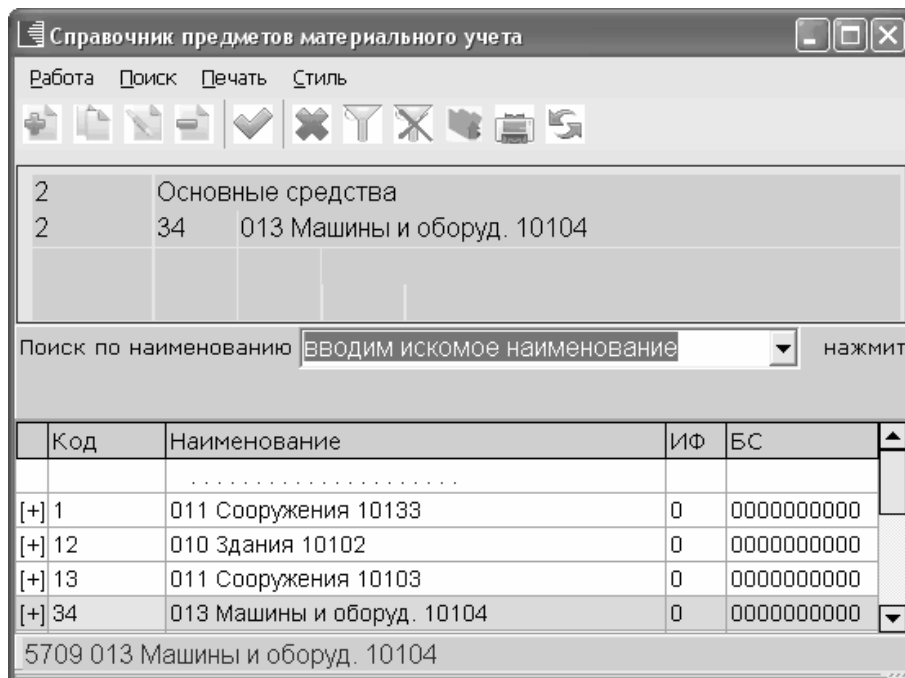 Справочник предметов материального учета
Работа Поиск Печать Стиль
2 Основные средства
2 34 013 Машины и оборуд. 10104
Поиск по наименованию вводим искомое наименование нажмит
Код Наименование ИФ БС
. . . . . . . . . . . . . . . . . . . . .
[+] 1 011 Сооружения 10133 0 0000000000
[+] 12 010 Здания 10102 0 0000000000
[+] 13 011 Сооружения 10103 0 0000000000
[+] 34 013 Машины и оборуд. 10104 0 0000000000
5709 013 Машины и оборуд. 10104